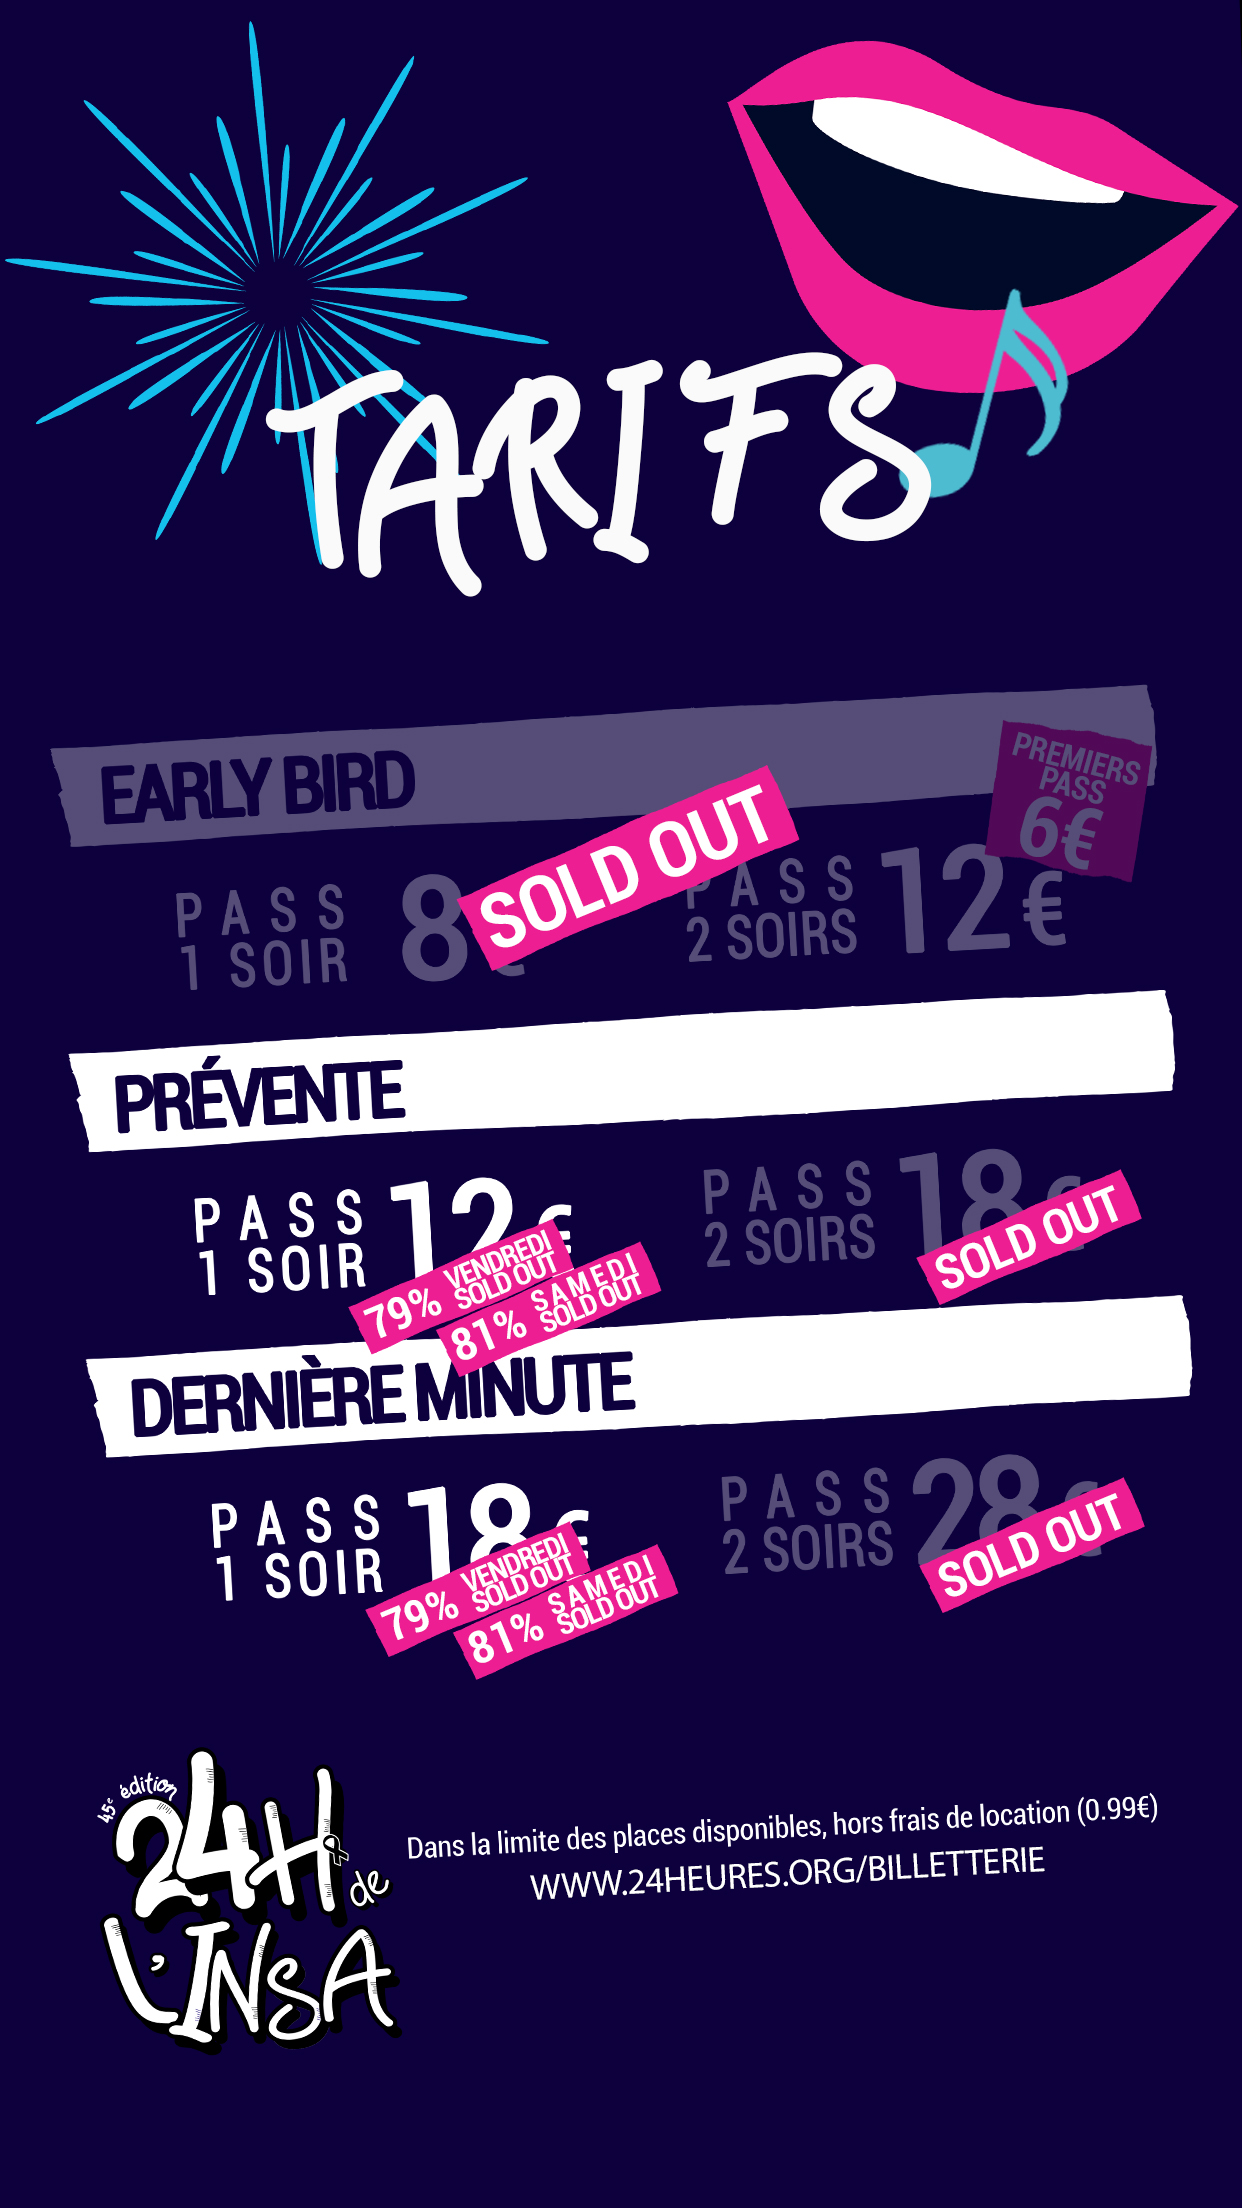 TARIFS
EARLY BIRD
PREMIERS
PASS
6€
SOLD OUT
PASS
1 SOIR
8€
PASS
2 SOIRS
12€
PRÉVENTE
PASS
1 SOIR
12€
79% VENDREDI
SOLD OUT
81% SAMEDI
SOLD OUT
PASS
2 SOIRS
18€
SOLD OUT
DERNIÈRE MINUTE
PASS
1 SOIR
18€
79% VENDREDI
SOLD OUT
81% SAMEDI
SOLD OUT
PASS
2 SOIRS
28€
SOLD OUT
45e édition
24H de
L'INSA
Dans la limite des places disponibles, hors frais de location (0.99€)
WWW.24HEURES.ORG/BILLETTERIE